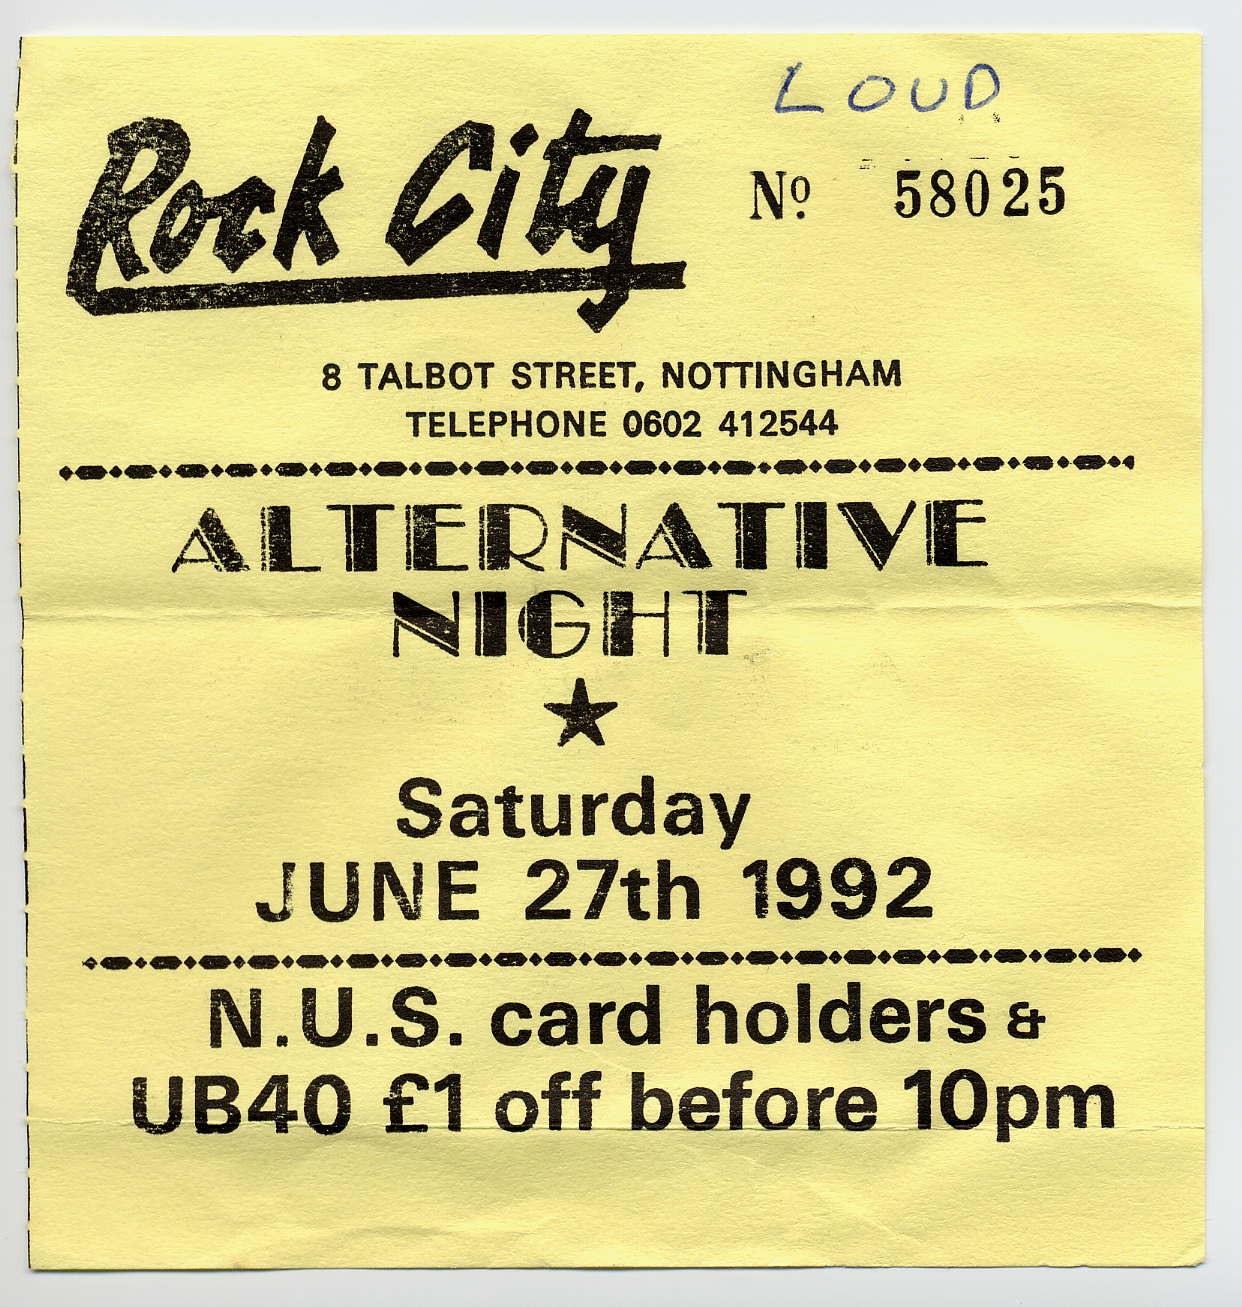 LOUD
Rock City
Nº 58025
8 TALBOT STREET, NOTTINGHAM
TELEPHONE 0602 412544
ALTERNATIVE
NIGHT
Saturday
JUNE 27th 1992
N.U.S. card holders &
UB40 £1 off before 10pm